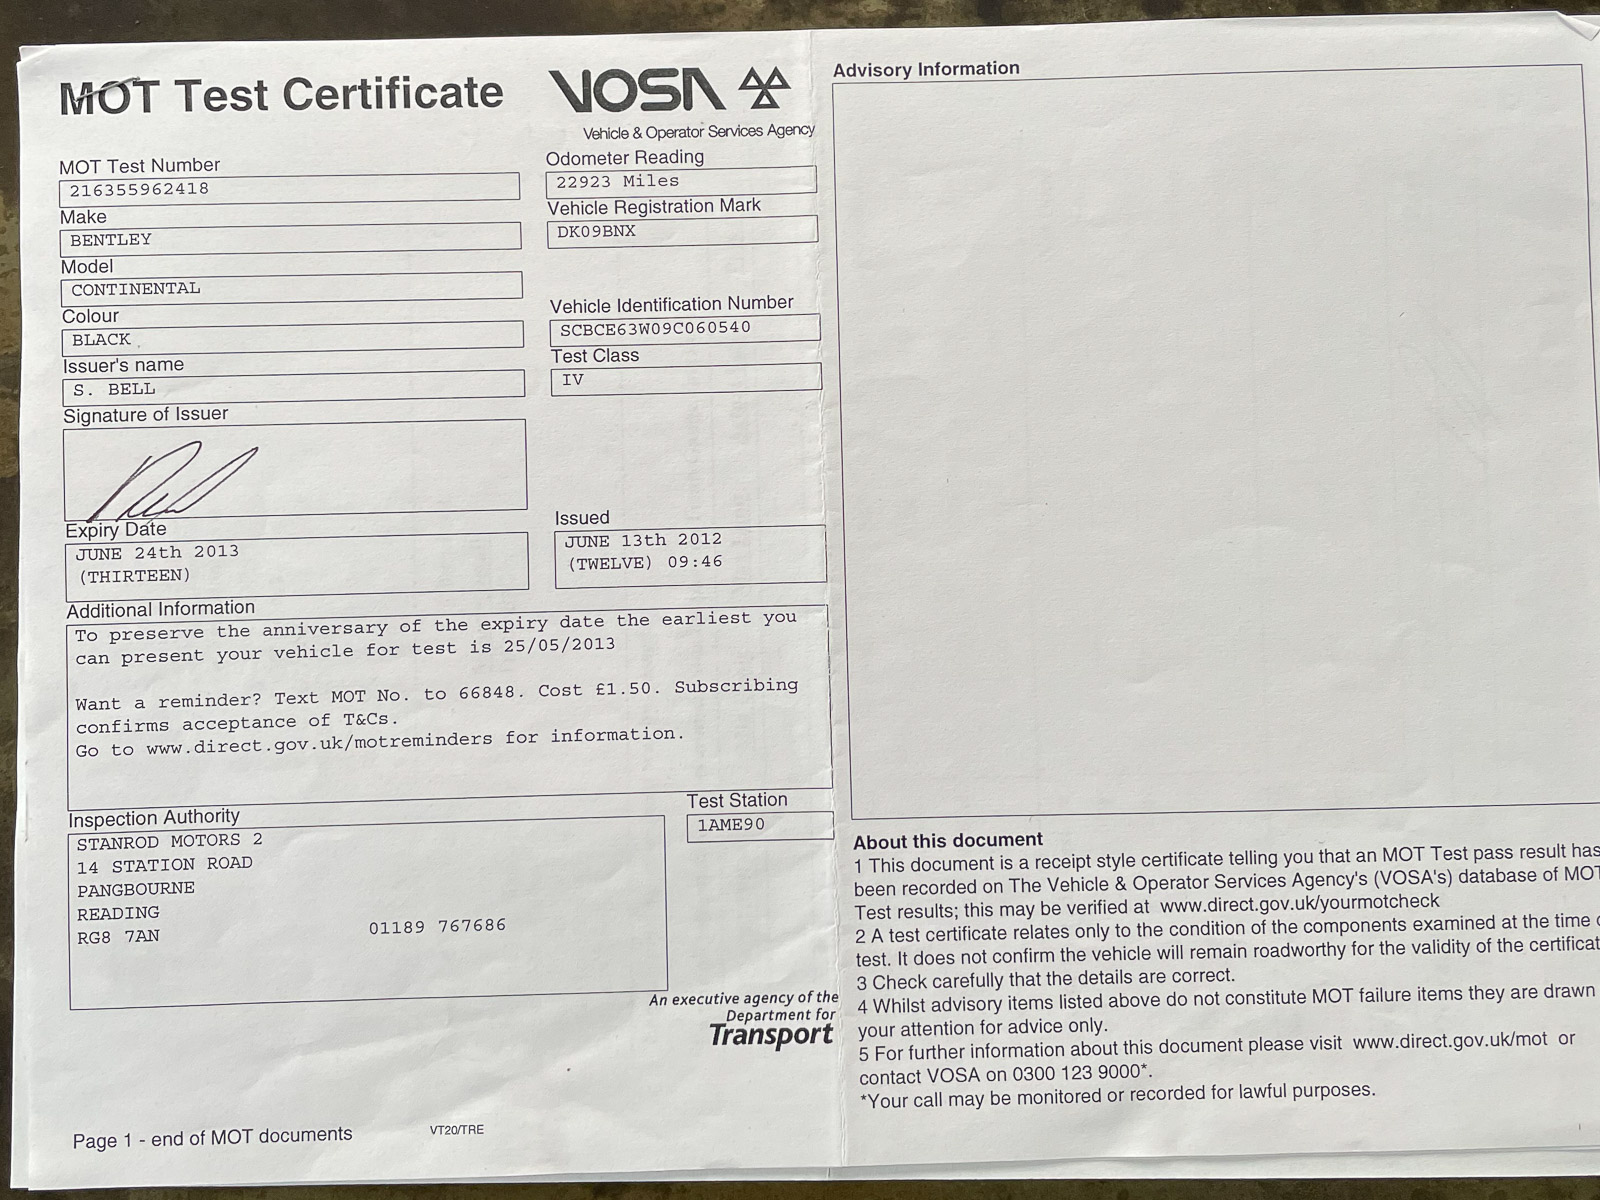 MOT Test Certificate
VOSA
Vehicle & Operator Services Agency
MOT Test Number
216355962418
Odometer Reading
22923 Miles
Make
BENTLEY
Vehicle Registration Mark
DK09BNX
Model
CONTINENTAL
Colour
BLACK
Vehicle Identification Number
SCBCE63W09C060540
Issuer's name
S. BELL
Test Class
IV
Signature of Issuer
Expiry Date
JUNE 24th 2013
(THIRTEEN)
Issued
JUNE 13th 2012
(TWELVE) 09:46
Additional Information
To preserve the anniversary of the expiry date the earliest you
can present your vehicle for test is 25/05/2013
Want a reminder? Text MOT No. to 66848. Cost £1.50. Subscribing
confirms acceptance of T&Cs.
Go to www.direct.gov.uk/motreminders for information.
Inspection Authority
STANROD MOTORS 2
14 STATION ROAD
PANGBOURNE
READING
RG8 7AN
01189 767686
Test Station
1AME90
An executive agency of the
Department for
Transport
Page 1 - end of MOT documents
VT20/TRE
Advisory Information
About this document
1 This document is a receipt style certificate telling you that an MOT Test pass result has
been recorded on The Vehicle & Operator Services Agency's (VOSA's) database of MOT
Test results; this may be verified at www.direct.gov.uk/yourmotcheck
2 A test certificate relates only to the condition of the components examined at the time
test. It does not confirm the vehicle will remain roadworthy for the validity of the certificat
3 Check carefully that the details are correct.
4 Whilst advisory items listed above do not constitute MOT failure items they are drawn
your attention for advice only.
5 For further information about this document please visit www.direct.gov.uk/mot or
contact VOSA on 0300 123 9000*.
*Your call may be monitored or recorded for lawful purposes.